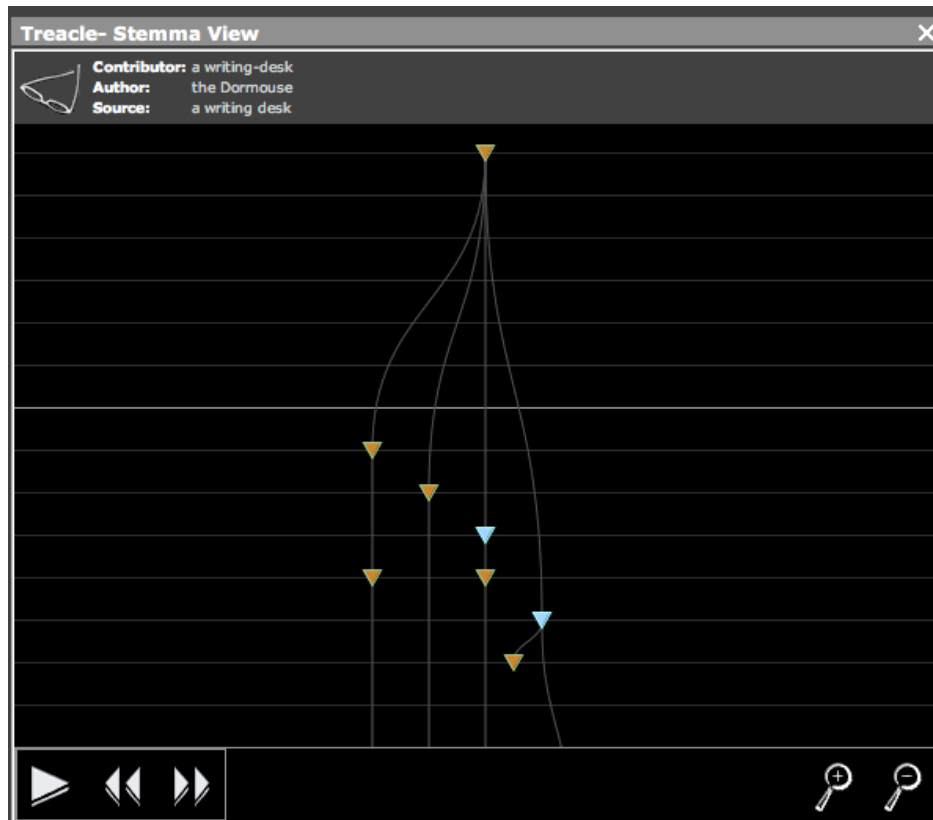 Treacle- Stemma View
Contributor: a writing-desk
Author: the Dormouse
Source: a writing desk